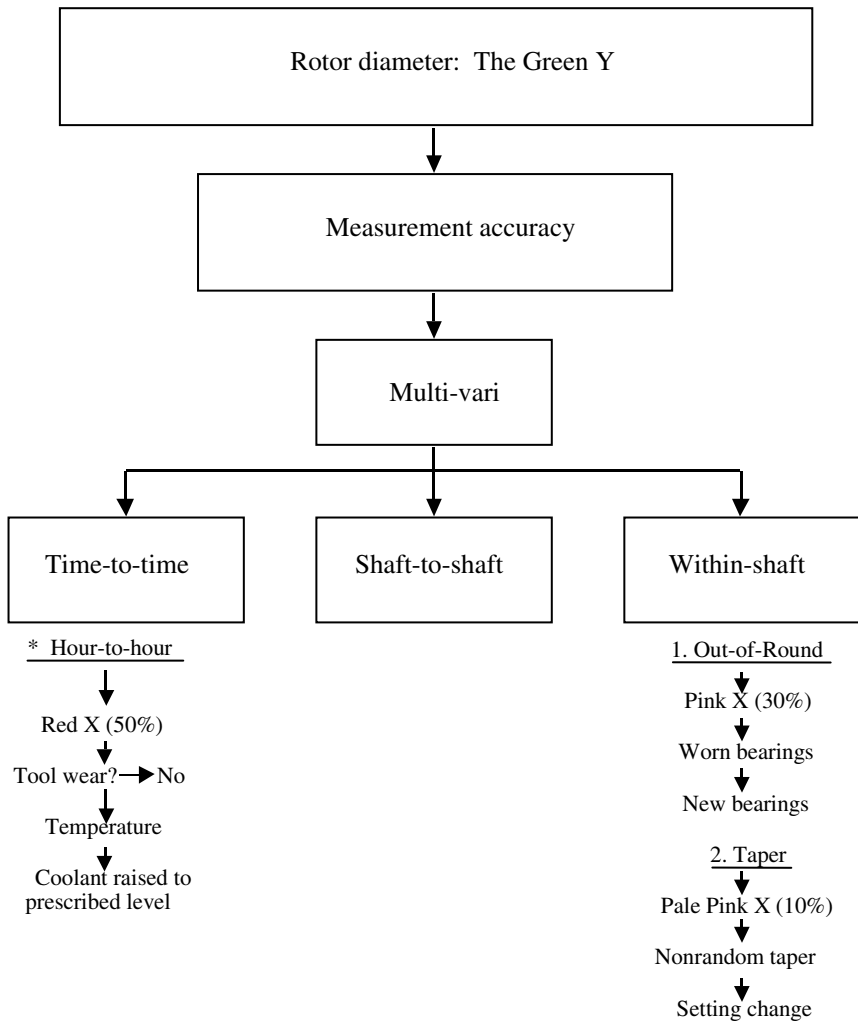 Rotor diameter: The Green Y
Measurement accuracy
Multi-vari
Time-to-time
Shaft-to-shaft
Within-shaft
* Hour-to-hour
Red X (50%)
Tool wear? No
Temperature
Coolant raised to
prescribed level
1. Out-of-Round
Pink X (30%)
Worn bearings
New bearings
2. Taper
Pale Pink X (10%)
Nonrandom taper
Setting change